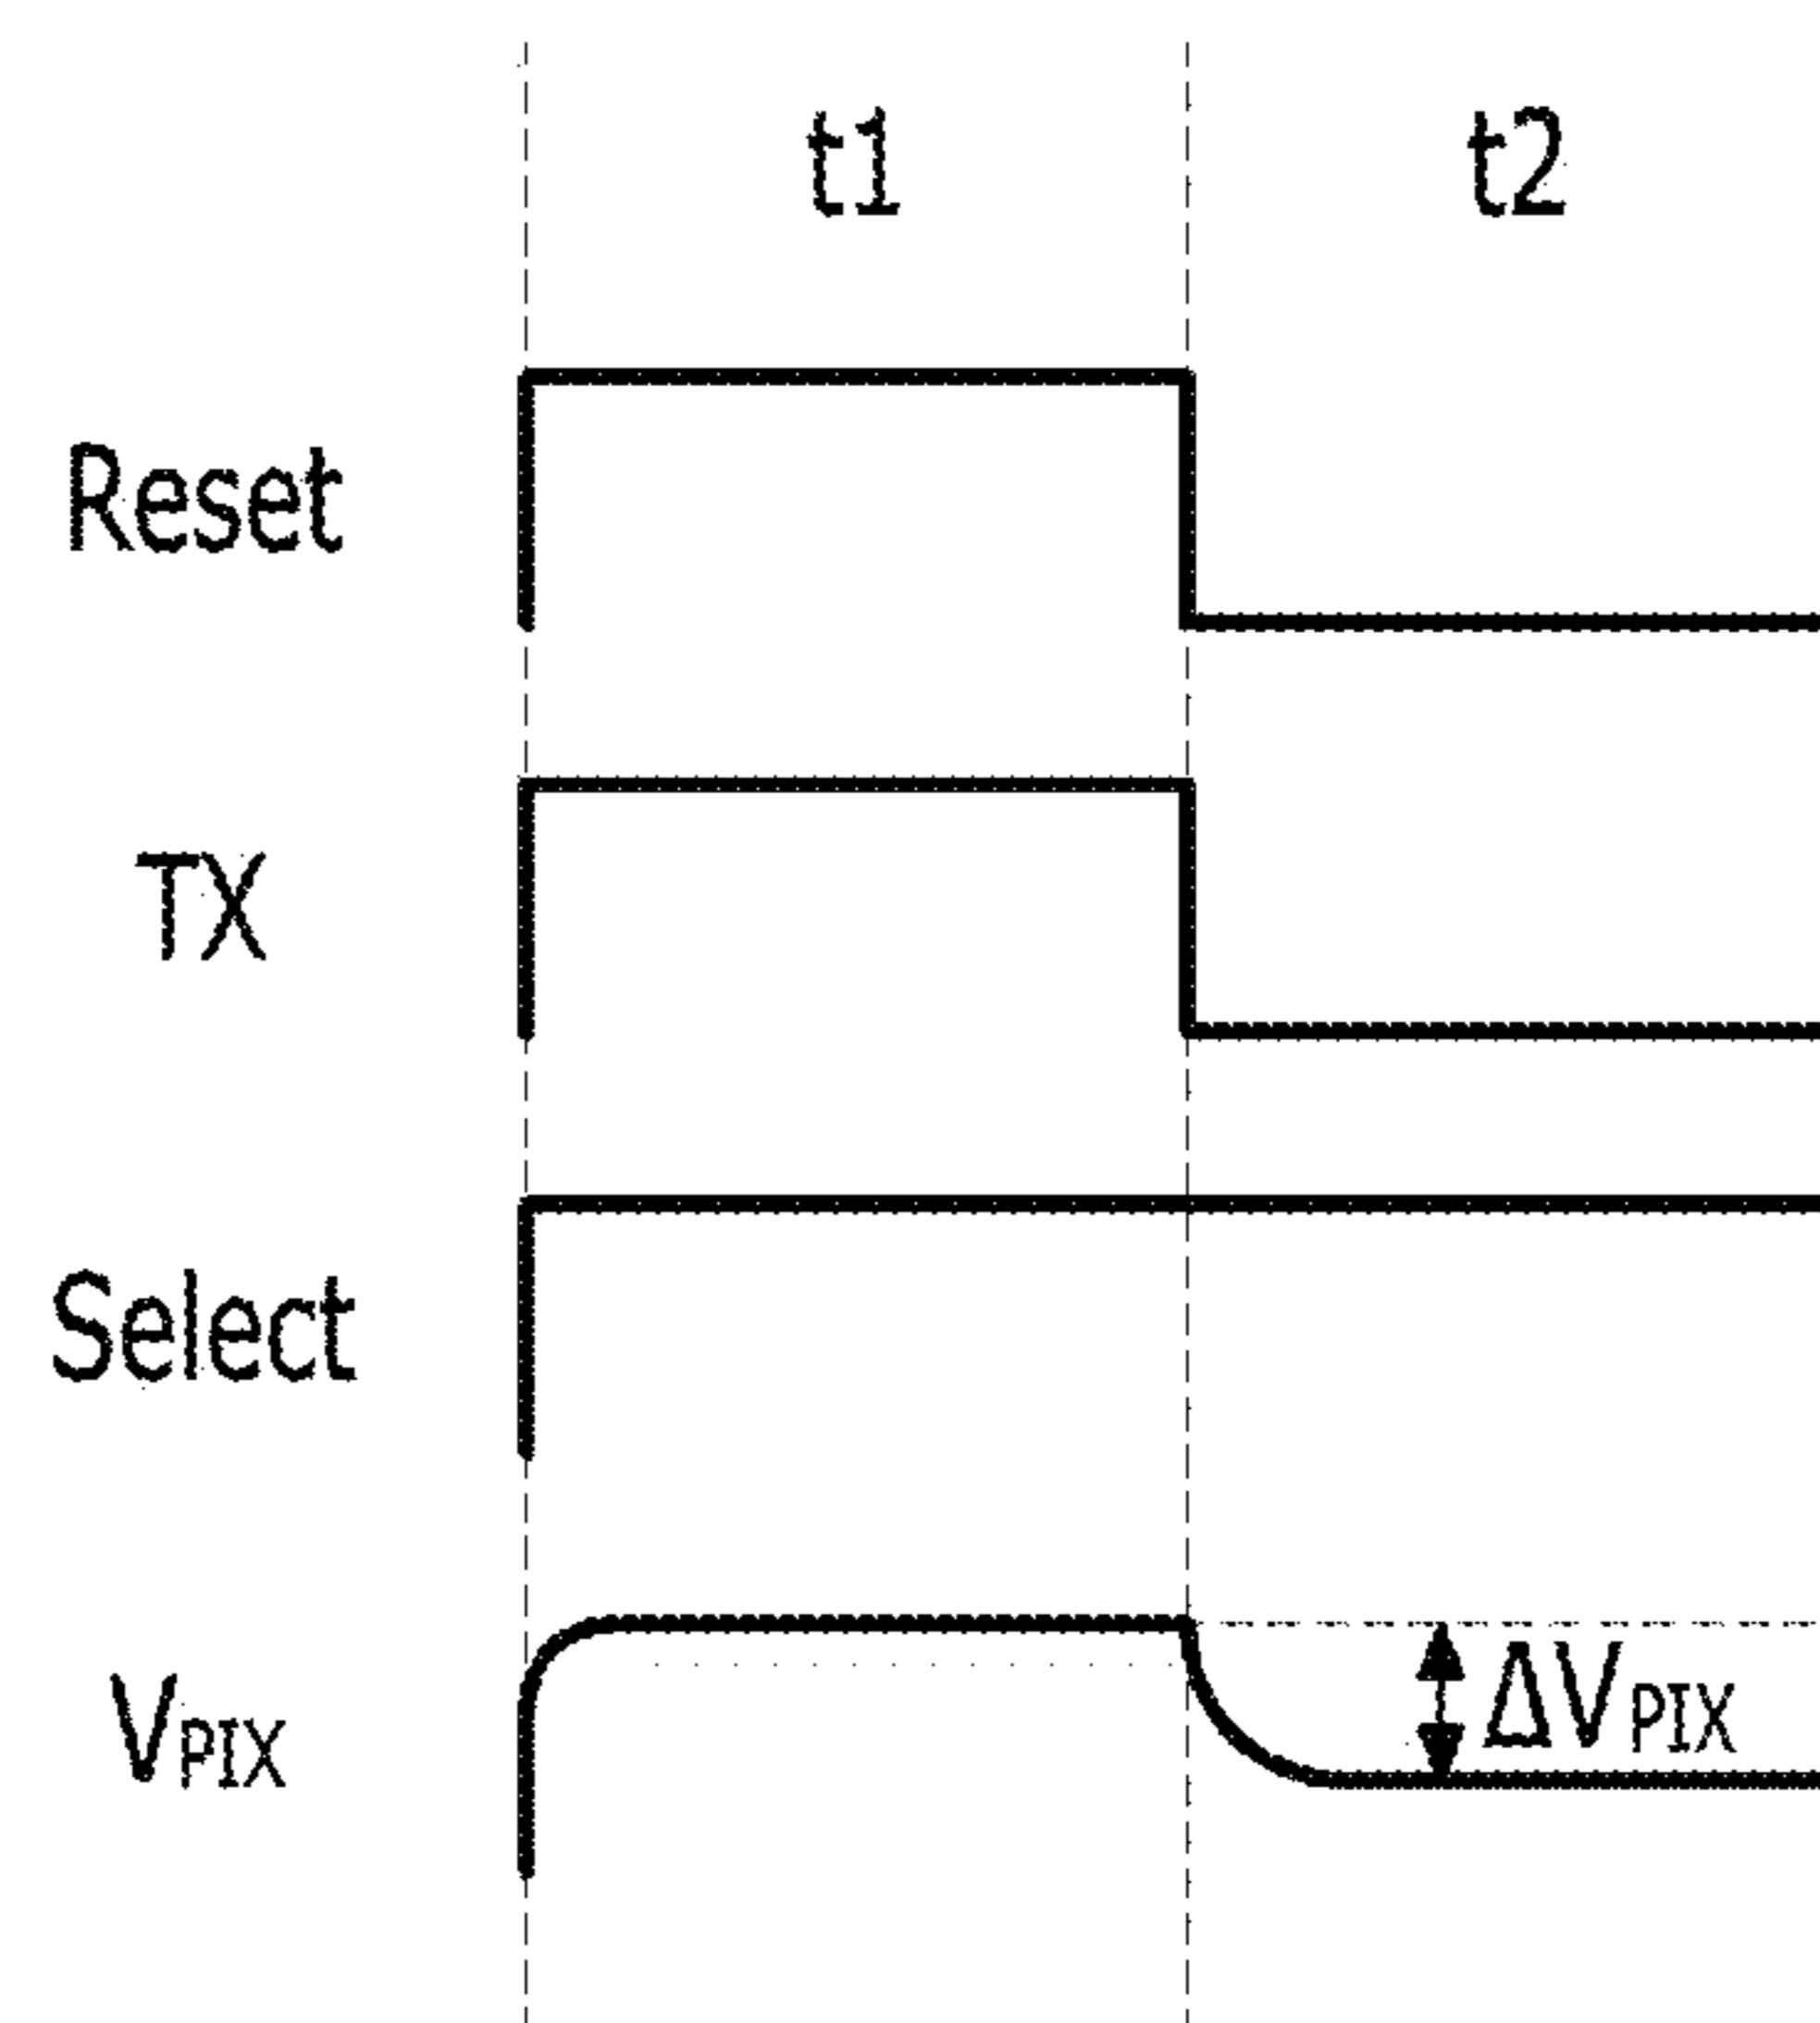 t1 t2
Reset
TX
Select
VPIX ΔVPIX